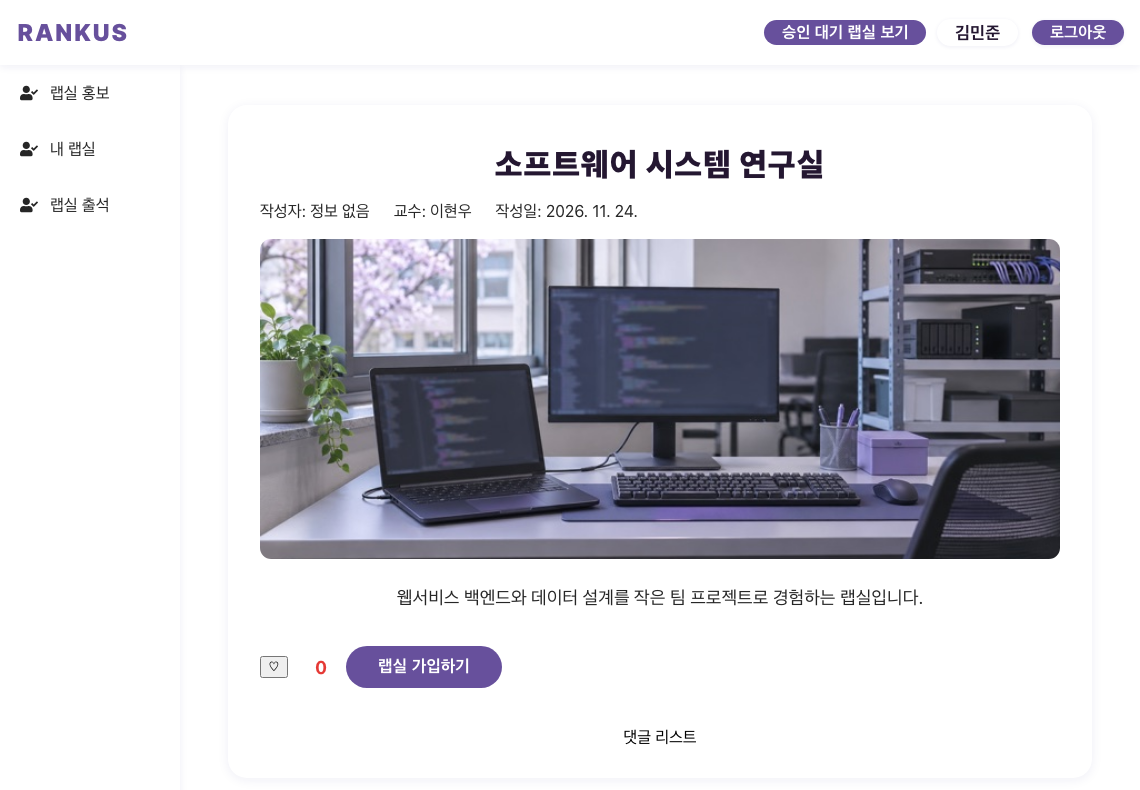 RANKUS
승인 대기 랩실 보기
김민준
로그아웃
랩실 홍보
내 랩실
랩실 출석
소프트웨어 시스템 연구실
작성자: 정보 없음 교수: 이현우 작성일: 2026. 11. 24.
웹서비스 백엔드와 데이터 설계를 작은 팀 프로젝트로 경험하는 랩실입니다.
♡ 0 랩실 가입하기
댓글 리스트